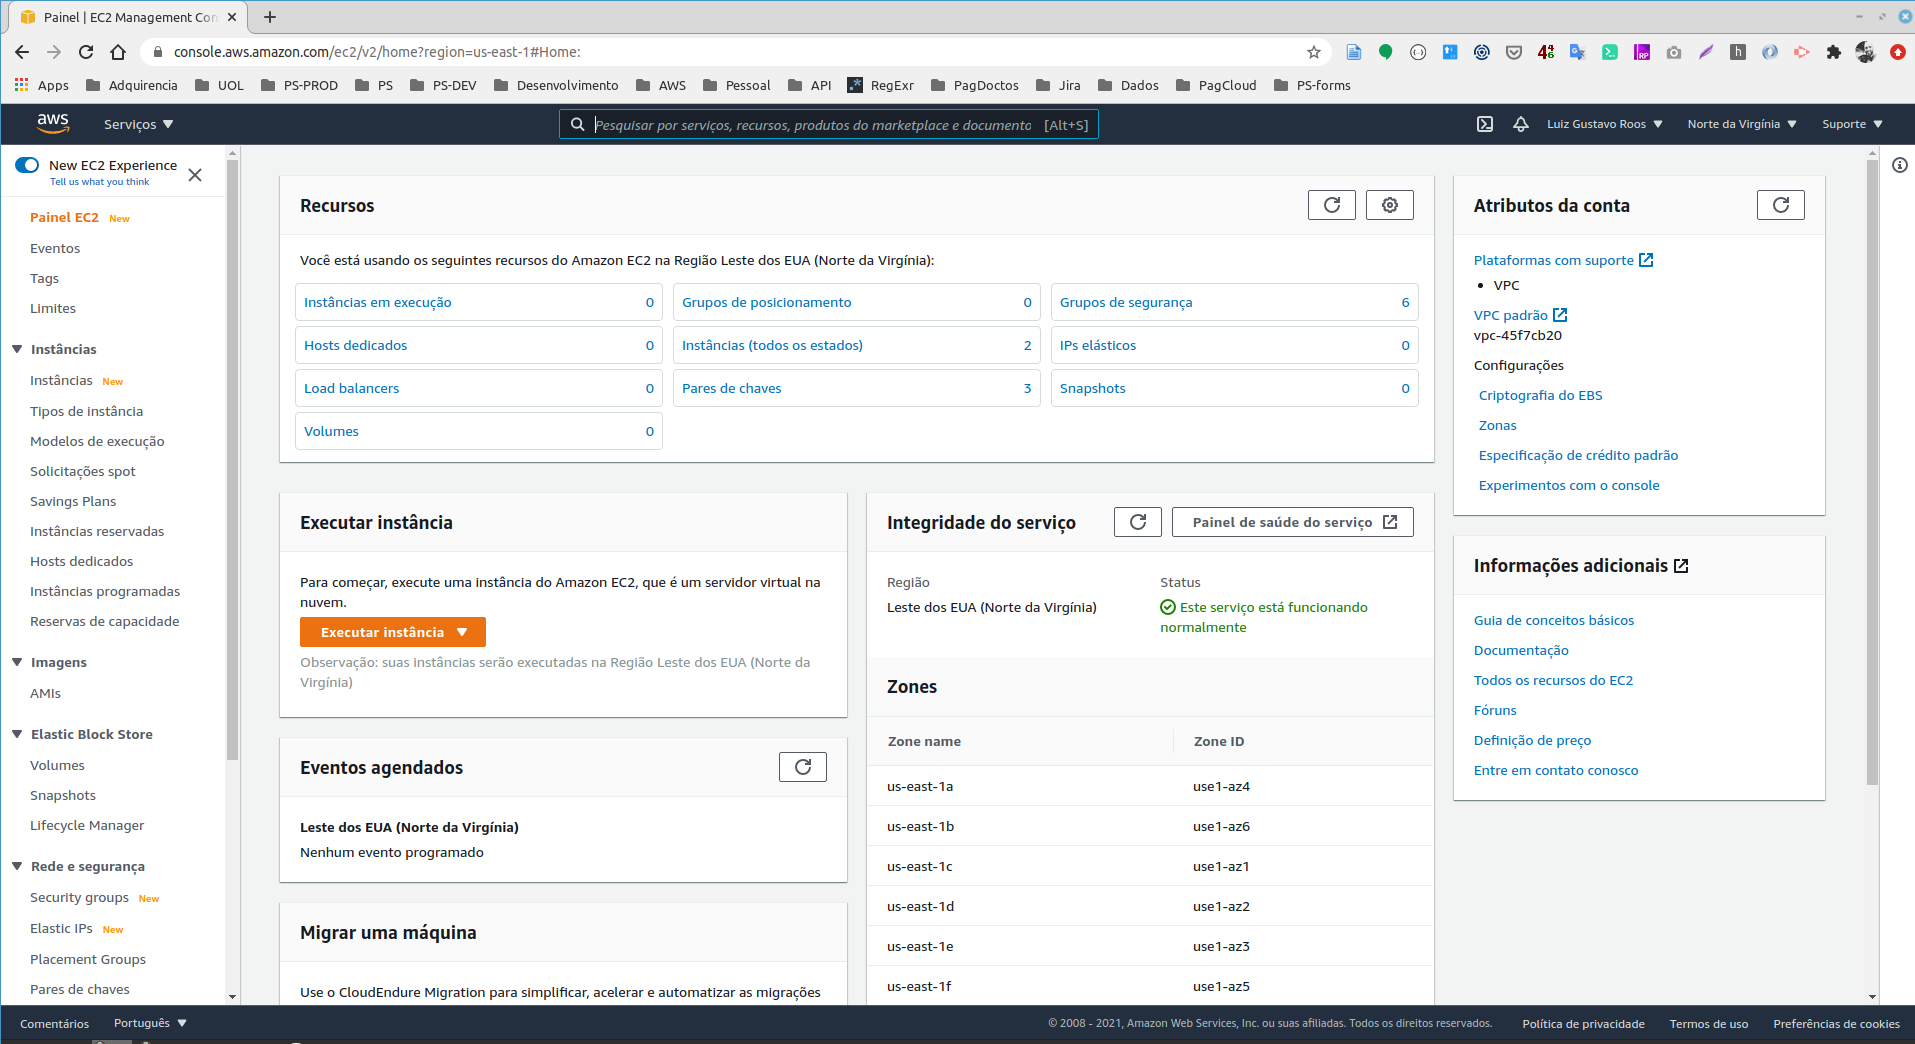 Painel | EC2 Management Con
console.aws.amazon.com/ec2/v2/home?region=us-east-1#Home:
Apps Adquirencia UOL PS-PROD PS PS-DEV Desenvolvimento AWS Pessoal API RegExr PagDoctos Jira Dados PagCloud PS-forms
aws Serviços Pesquisar por serviços, recursos, produtos do marketplace e documento [Alt+S] Luiz Gustavo Roos Norte da Virgínia Suporte
New EC2 Experience
Tell us what you think
Painel EC2 New
Eventos
Tags
Limites
Instâncias
Instâncias New
Tipos de instância
Modelos de execução
Solicitações spot
Savings Plans
Instâncias reservadas
Hosts dedicados
Instâncias programadas
Reservas de capacidade
Imagens
AMIs
Elastic Block Store
Volumes
Snapshots
Lifecycle Manager
Rede e segurança
Security groups New
Elastic IPs New
Placement Groups
Pares de chaves
Recursos
Você está usando os seguintes recursos do Amazon EC2 na Região Leste dos EUA (Norte da Virgínia):
Instâncias em execução 0 Grupos de posicionamento 0 Grupos de segurança 6
Hosts dedicados 0 Instâncias (todos os estados) 2 IPs elásticos 0
Load balancers 0 Pares de chaves 3 Snapshots 0
Volumes 0
Executar instância
Para começar, execute uma instância do Amazon EC2, que é um servidor virtual na
nuvem.
Executar instância
Observação: suas instâncias serão executadas na Região Leste dos EUA (Norte da
Virgínia)
Eventos agendados
Leste dos EUA (Norte da Virgínia)
Nenhum evento programado
Migrar uma máquina
Use o CloudEndure Migration para simplificar, acelerar e automatizar as migrações
Integridade do serviço Painel de saúde do serviço
Região Status
Leste dos EUA (Norte da Virgínia) Este serviço está funcionando
normalmente
Zones
Zone name Zone ID
us-east-1a use1-az4
us-east-1b use1-az6
us-east-1c use1-az1
us-east-1d use1-az2
us-east-1e use1-az3
us-east-1f use1-az5
Atributos da conta
Plataformas com suporte
• VPC
VPC padrão
vpc-45f7cb20
Configurações
Criptografia do EBS
Zonas
Especificação de crédito padrão
Experimentos com o console
Informações adicionais
Guia de conceitos básicos
Documentação
Todos os recursos do EC2
Fóruns
Definição de preço
Entre em contato conosco
Comentários Português © 2008 - 2021, Amazon Web Services, Inc. ou suas afiliadas. Todos os direitos reservados. Política de privacidade Termos de uso Preferências de cookies